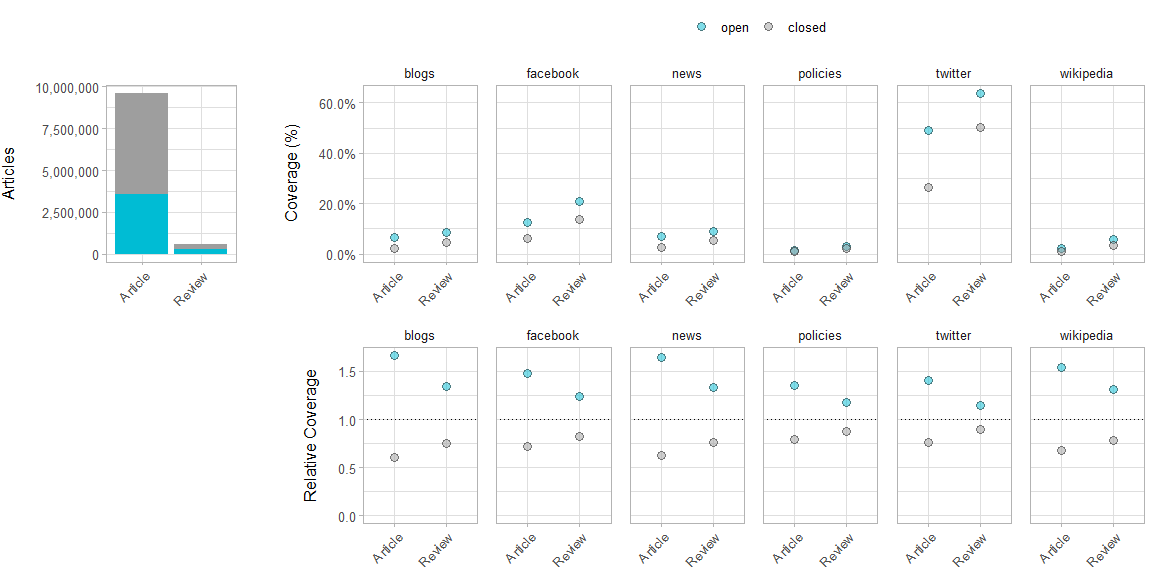 open closed
Articles
10,000,000
7,500,000
5,000,000
2,500,000
0
Article Review
blogs facebook news policies twitter wikipedia
Coverage (%)
60.0%
40.0%
20.0%
0.0%
Article Review Article Review Article Review Article Review Article Review Article Review
blogs facebook news policies twitter wikipedia
Relative Coverage
1.5
1.0
0.5
0.0
Article Review Article Review Article Review Article Review Article Review Article Review